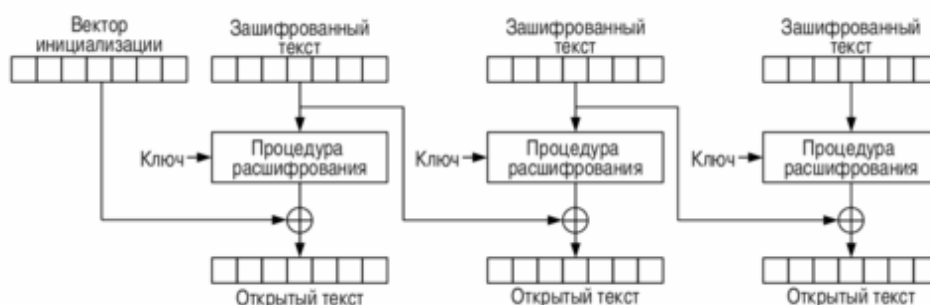 Вектор
инициализации
Зашифрованный
текст
Зашифрованный
текст
Зашифрованный
текст
Ключ
Процедура
расшифрования
Ключ
Процедура
расшифрования
Ключ
Процедура
расшифрования
Открытый текст
Открытый текст
Открытый текст